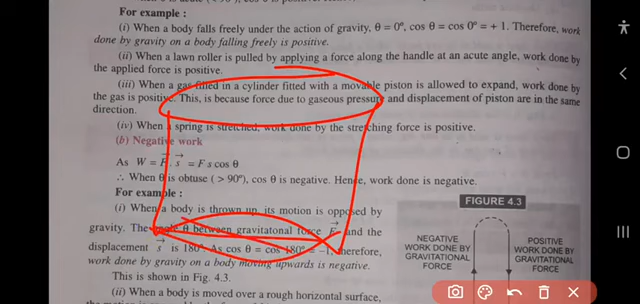 For example :
(i) When a body falls freely under the action of gravity, θ = 0°, cos θ = cos 0° = + 1. Therefore, work
done by gravity on a body falling freely is positive.
(ii) When a lawn roller is pulled by applying a force along the handle at an acute angle, work done by
the applied force is positive.
(iii) When a gas filled in a cylinder fitted with a movable piston is allowed to expand, work done by
the gas is positive. This, is because force due to gaseous pressure and displacement of piston are in the same
direction.
(iv) When a spring is stretched, work done by the stretching force is positive.
(b) Negative work
As W = F⃗ . s⃗ = F s cos θ
∴ When θ is obtuse ( > 90°), cos θ is negative. Hence, work done is negative.
For example :
(i) When a body is thrown up, its motion is opposed by
gravity. The angle θ between gravitational force F⃗ and the
displacement s⃗ is 180°. As cos θ = cos 180° = –1, therefore,
work done by gravity on a body moving upwards is negative.
This is shown in Fig. 4.3.
(ii) When a body is moved over a rough horizontal surface,
FIGURE 4.3
NEGATIVE
WORK DONE BY
GRAVITATIONAL
FORCE
POSITIVE
WORK DONE BY
GRAVITATIONAL
FORCE